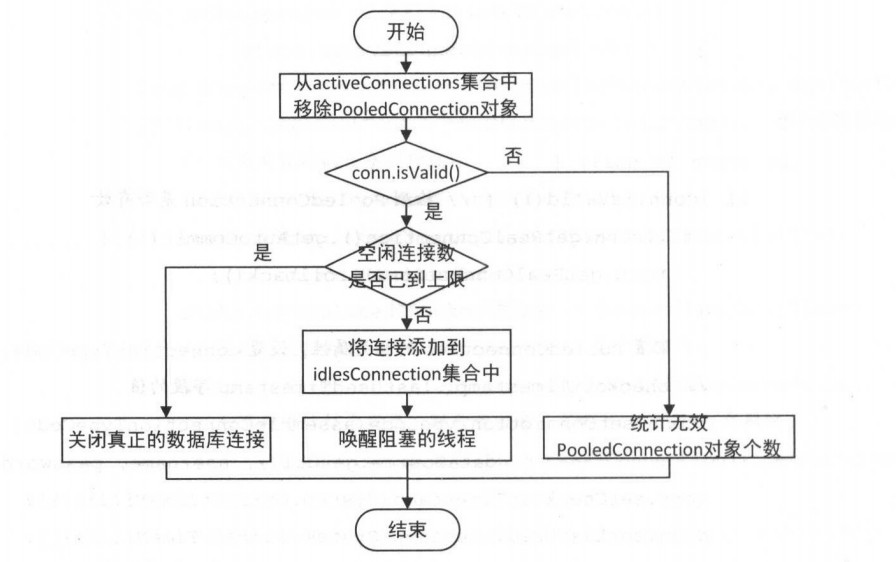 开始
从activeConnections集合中
移除PooledConnection对象
conn.isValid()
否
是
空闲连接数
是否已到上限
是
否
将连接添加到
idlesConnection集合中
关闭真正的数据库连接
唤醒阻塞的线程
统计无效
PooledConnection对象个数
结束